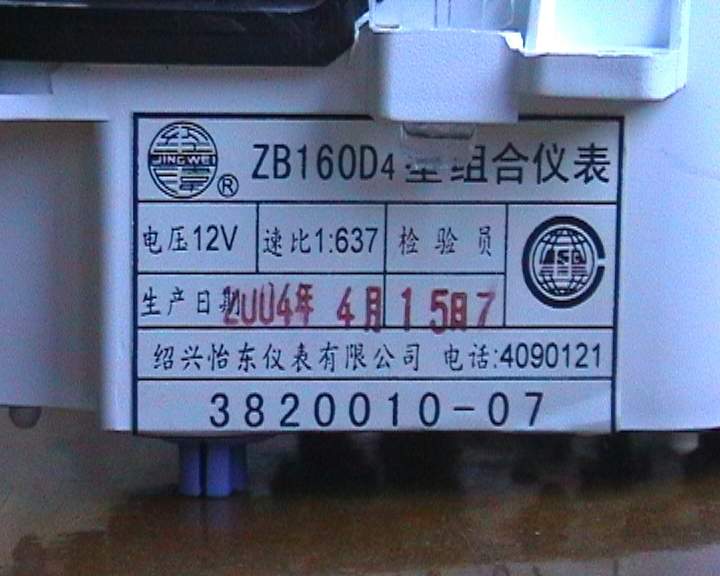 JINGWEI ® ZB160D4型组合仪表
电压12V 速比1:637 检验员
生产日期2004年 4月15日7
绍兴怡东仪表有限公司 电话:4090121
3820010-07